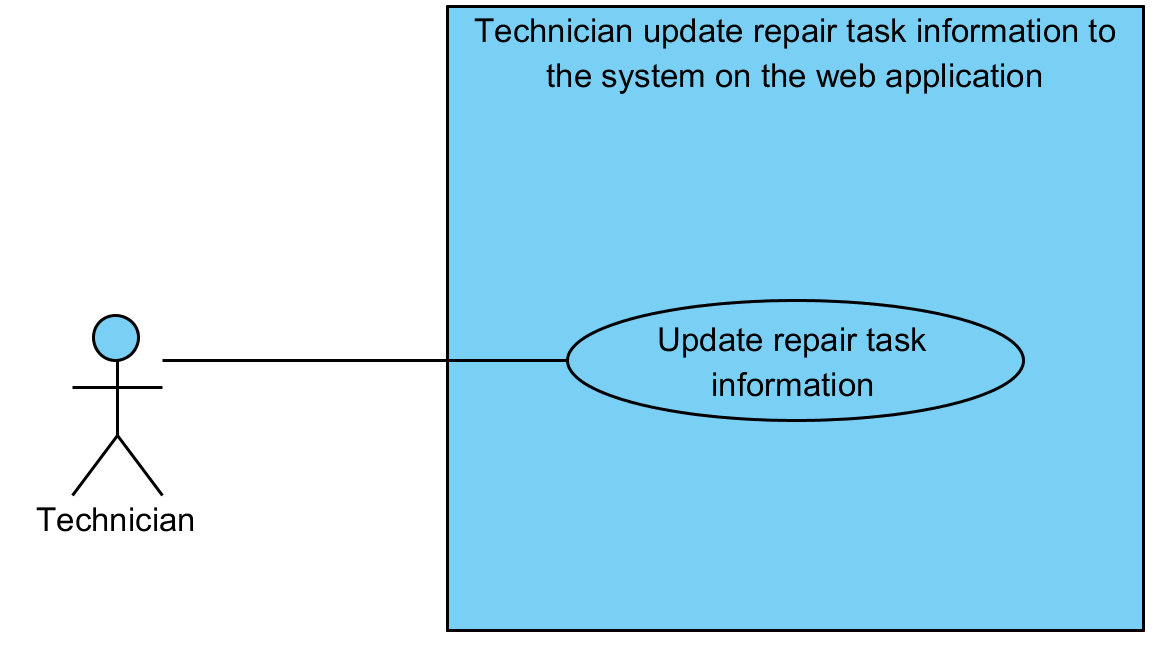 Technician update repair task information to
the system on the web application
Update repair task
information
Technician